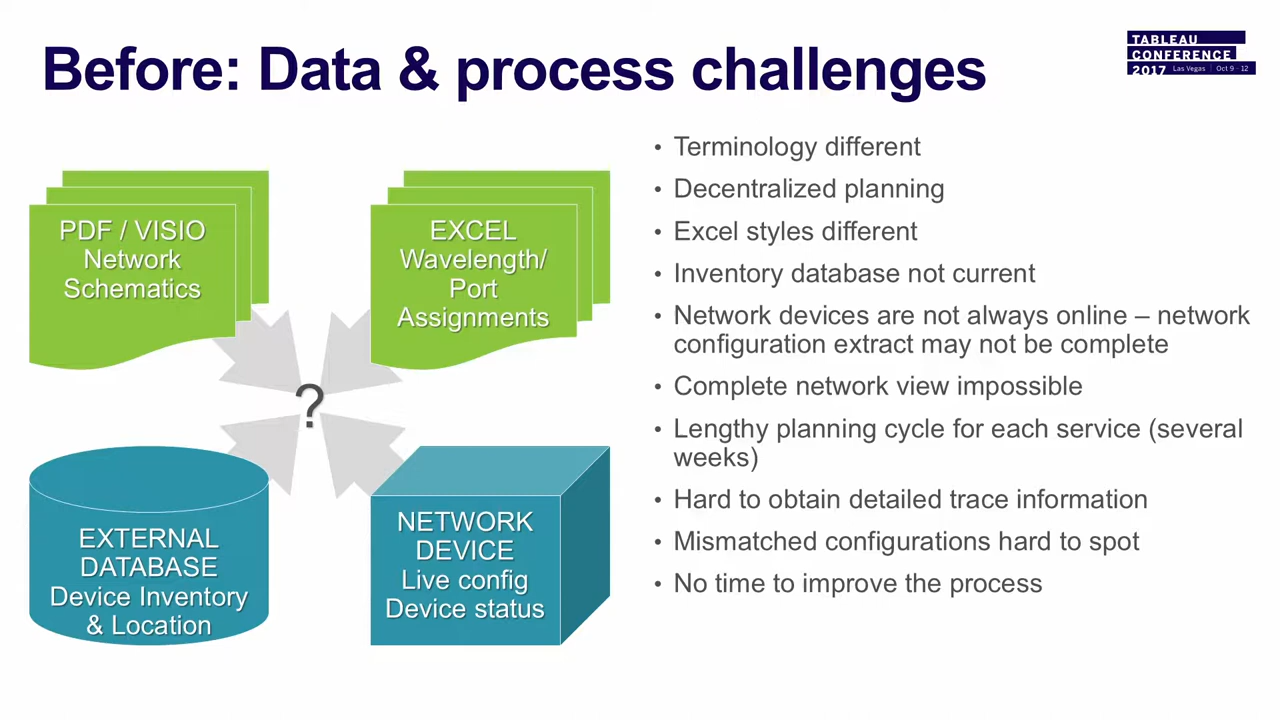 Before: Data & process challenges
TABLEAU
CONFERENCE
2017 Las Vegas | Oct 9 - 12
PDF / VISIO
Network
Schematics
EXCEL
Wavelength/
Port
Assignments
?
EXTERNAL
DATABASE
Device Inventory
& Location
NETWORK
DEVICE
Live config
Device status
• Terminology different
• Decentralized planning
• Excel styles different
• Inventory database not current
• Network devices are not always online – network
configuration extract may not be complete
• Complete network view impossible
• Lengthy planning cycle for each service (several
weeks)
• Hard to obtain detailed trace information
• Mismatched configurations hard to spot
• No time to improve the process